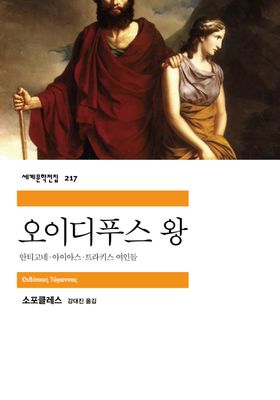 세계문학전집 217
오이디푸스 왕
안티고네·아이아스·트라키스 여인들
Οἰδίπους Τύραννος
소포클레스 강대진 옮김